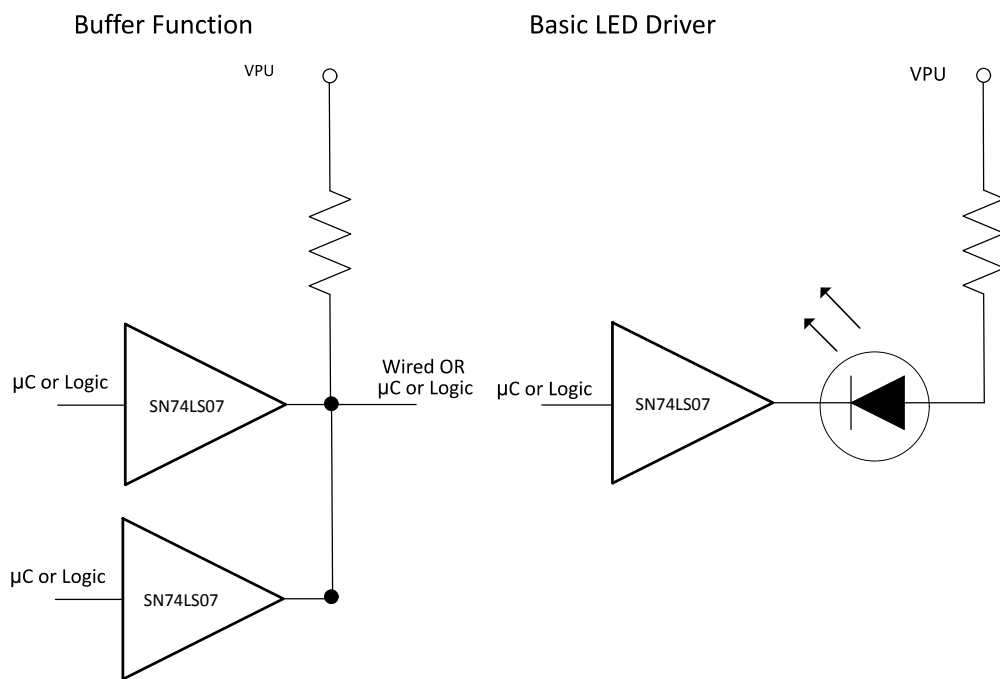 Buffer Function
VPU
µC or Logic
SN74LS07
Wired OR
µC or Logic
µC or Logic
SN74LS07
Basic LED Driver
VPU
µC or Logic
SN74LS07